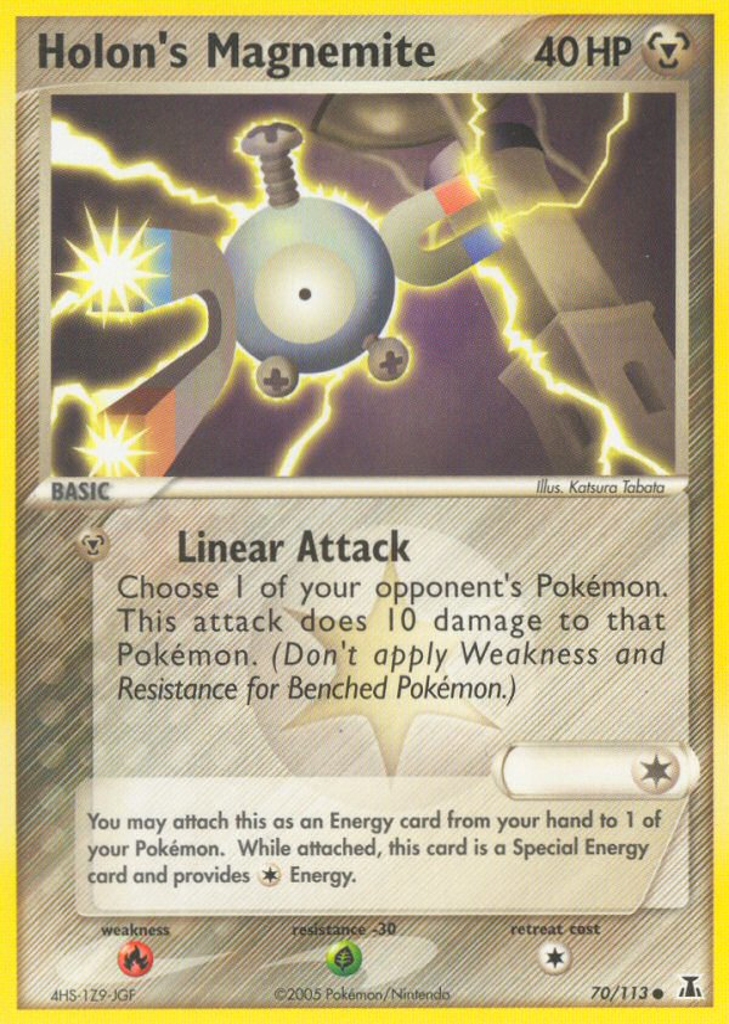 Holon's Magnemite 40 HP
BASIC
Illus. Katsura Tabata
Linear Attack
Choose 1 of your opponent's Pokémon.
This attack does 10 damage to that
Pokémon. (Don't apply Weakness and
Resistance for Benched Pokémon.)
You may attach this as an Energy card from your hand to 1 of
your Pokémon. While attached, this card is a Special Energy
card and provides Energy.
weakness resistance -30 retreat cost
4HS-1Z9-JGF ©2005 Pokémon/Nintendo 70/113